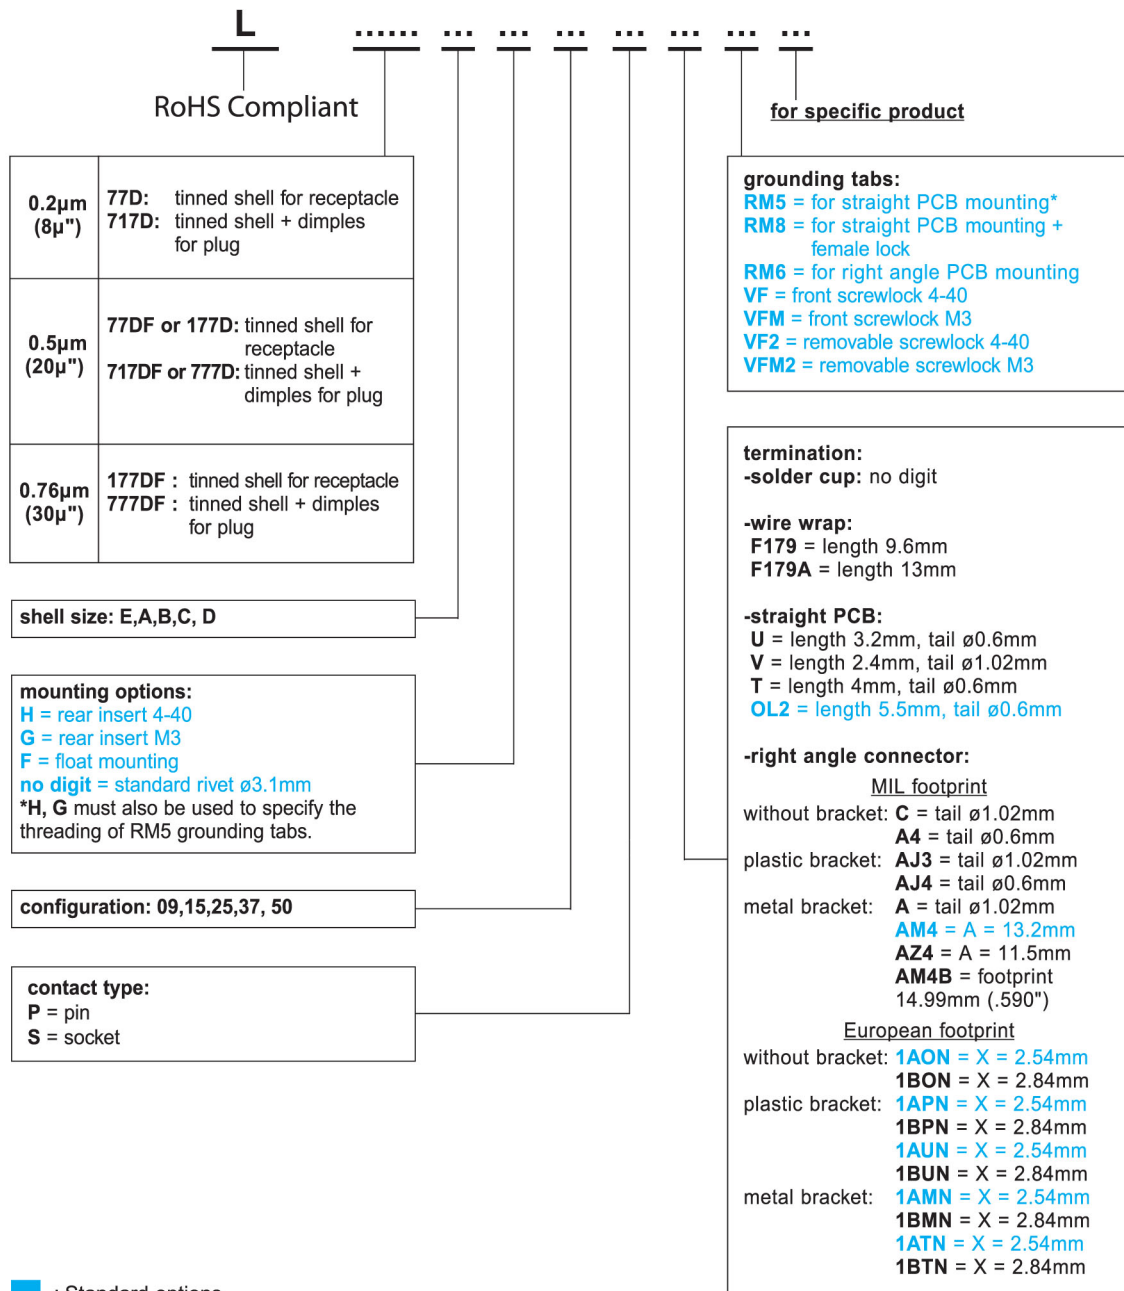 L ...... ... ... ... ... ... ... ...
RoHS Compliant
for specific product
0.2µm
(8µ")
77D: tinned shell for receptacle
717D: tinned shell + dimples
for plug
0.5µm
(20µ")
77DF or 177D: tinned shell for
receptacle
717DF or 777D: tinned shell +
dimples for plug
0.76µm
(30µ")
177DF : tinned shell for receptacle
777DF : tinned shell + dimples
for plug
shell size: E,A,B,C, D
mounting options:
H = rear insert 4-40
G = rear insert M3
F = float mounting
no digit = standard rivet ø3.1mm
*H, G must also be used to specify the
threading of RM5 grounding tabs.
configuration: 09,15,25,37, 50
contact type:
P = pin
S = socket
grounding tabs:
RM5 = for straight PCB mounting*
RM8 = for straight PCB mounting +
female lock
RM6 = for right angle PCB mounting
VF = front screwlock 4-40
VFM = front screwlock M3
VF2 = removable screwlock 4-40
VFM2 = removable screwlock M3
termination:
-solder cup: no digit
-wire wrap:
F179 = length 9.6mm
F179A = length 13mm
-straight PCB:
U = length 3.2mm, tail ø0.6mm
V = length 2.4mm, tail ø1.02mm
T = length 4mm, tail ø0.6mm
OL2 = length 5.5mm, tail ø0.6mm
-right angle connector:
MIL footprint
without bracket: C = tail ø1.02mm
A4 = tail ø0.6mm
plastic bracket: AJ3 = tail ø1.02mm
AJ4 = tail ø0.6mm
metal bracket: A = tail ø1.02mm
AM4 = A = 13.2mm
AZ4 = A = 11.5mm
AM4B = footprint
14.99mm (.590")
European footprint
without bracket: 1AON = X = 2.54mm
1BON = X = 2.84mm
plastic bracket: 1APN = X = 2.54mm
1BPN = X = 2.84mm
1AUN = X = 2.54mm
1BUN = X = 2.84mm
metal bracket: 1AMN = X = 2.54mm
1BMN = X = 2.84mm
1ATN = X = 2.54mm
1BTN = X = 2.84mm
: Standard options